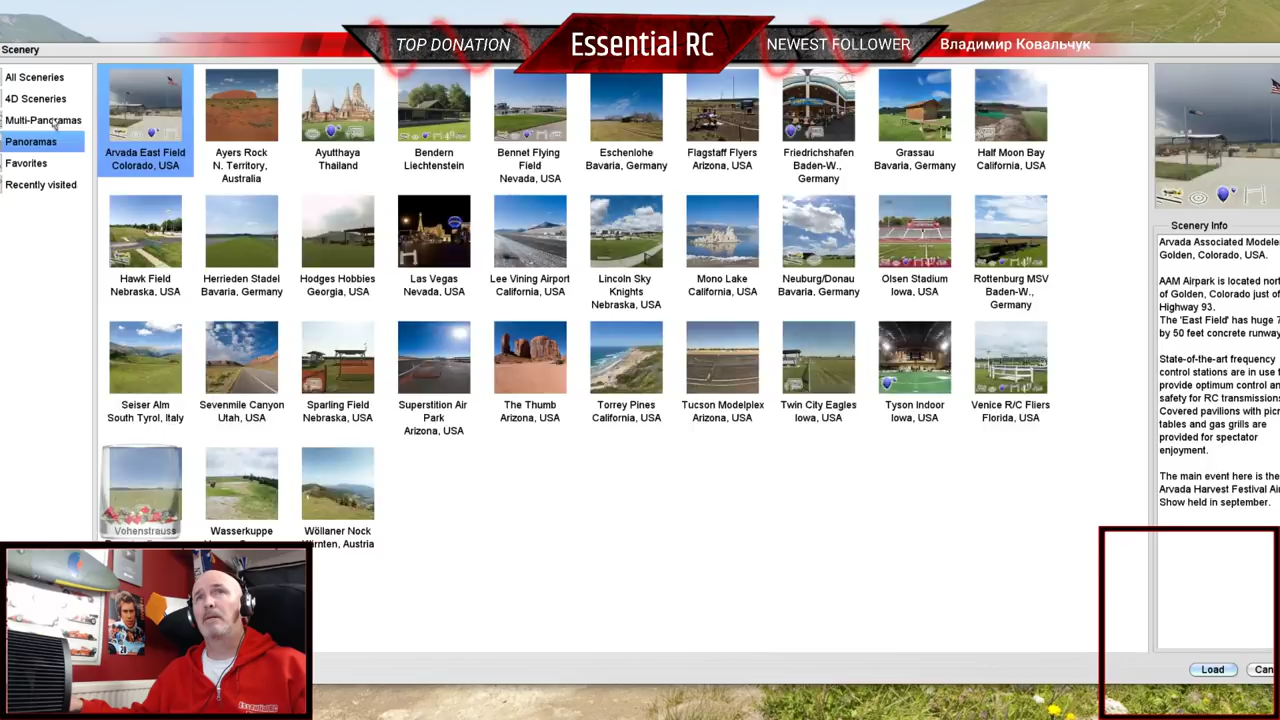 TOP DONATION
Essential RC
NEWEST FOLLOWER
Владимир Ковальчук
Scenery
All Sceneries
4D Sceneries
Multi-Panoramas
Panoramas
Favorites
Recently visited
Arvada East Field
Colorado, USA
Ayers Rock
N. Territory,
Australia
Ayutthaya
Thailand
Bendern
Liechtenstein
Bennet Flying
Field
Nevada, USA
Eschenlohe
Bavaria, Germany
Flagstaff Flyers
Arizona, USA
Friedrichshafen
Baden-W.,
Germany
Grassau
Bavaria, Germany
Half Moon Bay
California, USA
Hawk Field
Nebraska, USA
Herrieden Stadel
Bavaria, Germany
Hodges Hobbies
Georgia, USA
Las Vegas
Nevada, USA
Lee Vining Airport
California, USA
Lincoln Sky
Knights
Nebraska, USA
Mono Lake
California, USA
Neuburg/Donau
Bavaria, Germany
Olsen Stadium
Iowa, USA
Rottenburg MSV
Baden-W.,
Germany
Seiser Alm
South Tyrol, Italy
Sevenmile Canyon
Utah, USA
Sparling Field
Nebraska, USA
Superstition Air
Park
Arizona, USA
The Thumb
Arizona, USA
Torrey Pines
California, USA
Tucson Modelplex
Arizona, USA
Twin City Eagles
Iowa, USA
Tyson Indoor
Iowa, USA
Venice R/C Fliers
Florida, USA
Vohenstrauss
Wasserkuppe
Wöllaner Nock
Kärnten, Austria
Scenery Info
Arvada Associated Modele
Golden, Colorado, USA.
AAM Airpark is located nor
of Golden, Colorado just of
Highway 93.
The 'East Field' has huge 7
by 50 feet concrete runway
State-of-the-art frequency
control stations are in use t
provide optimum control an
safety for RC transmissions
Covered pavilions with picn
tables and gas grills are
provided for spectator
enjoyment.
The main event here is the
Arvada Harvest Festival Air
Show held in september.
Load
Can
EssentialRC